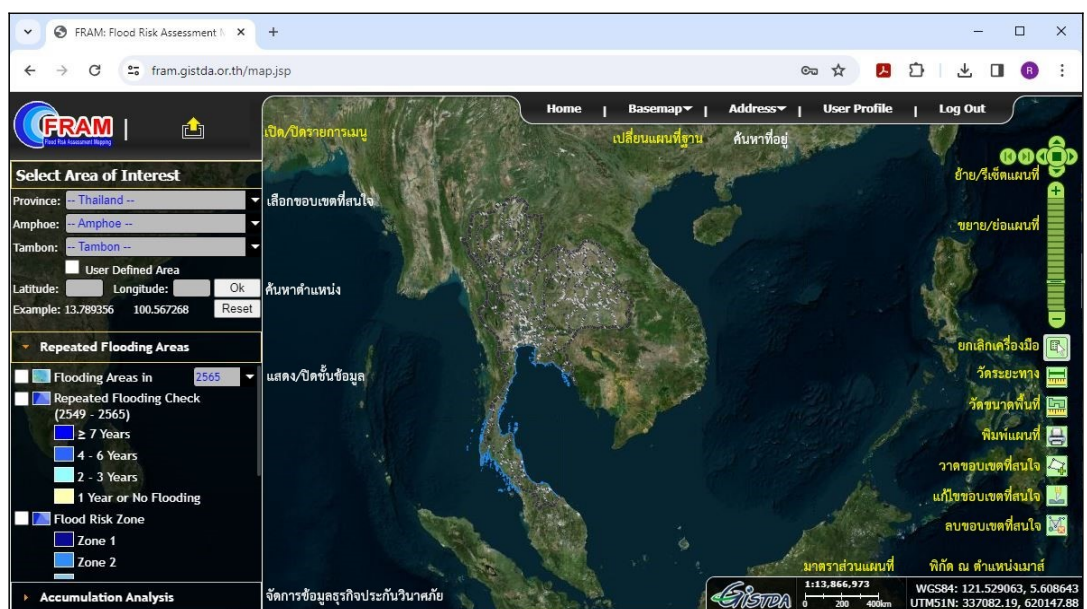 FRAM: Flood Risk Assessment
fram.gistda.or.th/map.jsp
R
FRAM
Flood Risk Assessment Mapping
Home | Basemap | Address | User Profile | Log Out
เปิด/ปิดรายการเมนู
เปลี่ยนแผนที่ฐาน
ค้นหาที่อยู่
Select Area of Interest
Province: -- Thailand --
Amphoe: -- Amphoe --
Tambon: -- Tambon --
User Defined Area
Latitude: Longitude: Ok
Example: 13.789356 100.567268 Reset
เลือกขอบเขตที่สนใจ
ค้นหาตำแหน่ง
ย้าย/รีเซ็ตแผนที่
ขยาย/ย่อแผนที่
Repeated Flooding Areas
Flooding Areas in 2565
Repeated Flooding Check
(2549 - 2565)
≥ 7 Years
4 - 6 Years
2 - 3 Years
1 Year or No Flooding
Flood Risk Zone
Zone 1
Zone 2
แสดง/ปิดชั้นข้อมูล
ยกเลิกเครื่องมือ
วัดระยะทาง
วัดขนาดพื้นที่
พิมพ์แผนที่
วาดขอบเขตที่สนใจ
แก้ไขขอบเขตที่สนใจ
ลบขอบเขตที่สนใจ
Accumulation Analysis
จัดการข้อมูลธุรกิจประกันวินาศภัย
มาตราส่วนแผนที่
พิกัด ณ ตำแหน่งเมาส์
GISTDA
1:13,866,973
0 200 400km
WGS84: 121.529063, 5.608643
UTM51N: 337082.19, 620147.88